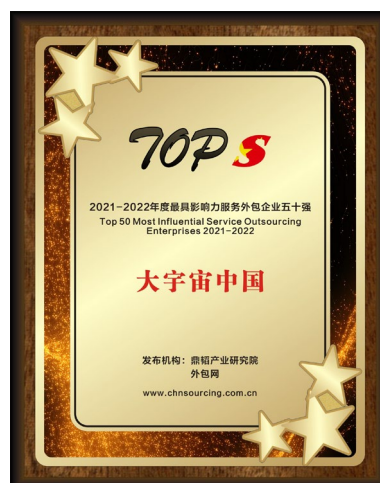 TOP S
2021-2022年度最具影响力服务外包企业五十强
Top 50 Most Influential Service Outsourcing
Enterprises 2021-2022
大宇宙中国
发布机构：鼎韬产业研究院
外包网
www.chnsourcing.com.cn